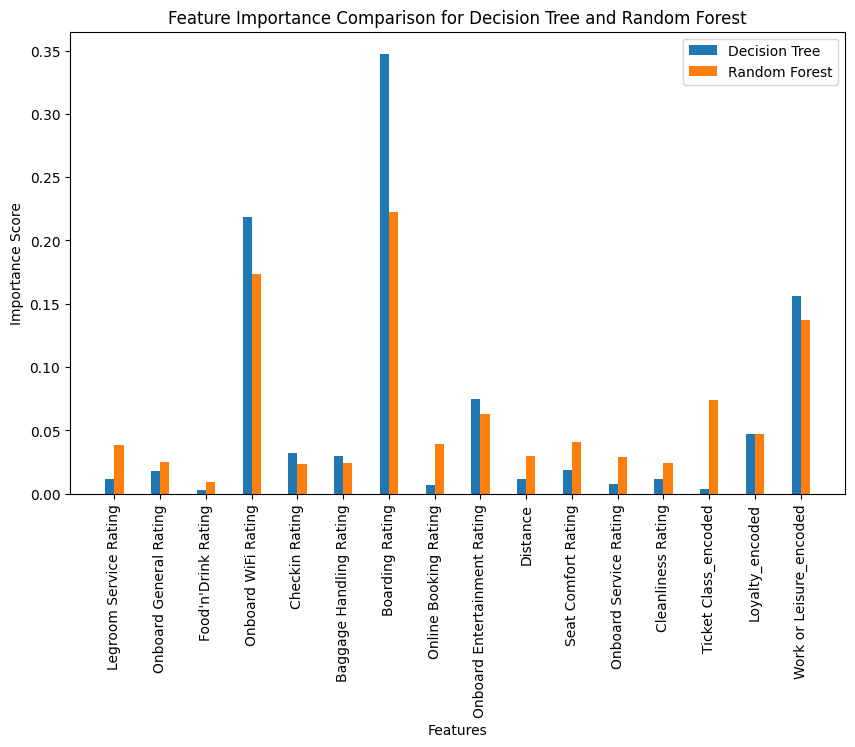 Feature Importance Comparison for Decision Tree and Random Forest
Decision Tree
Random Forest
Importance Score
0.35
0.30
0.25
0.20
0.15
0.10
0.05
0.00
Legroom Service Rating
Onboard General Rating
Food'n'Drink Rating
Onboard WiFi Rating
Checkin Rating
Baggage Handling Rating
Boarding Rating
Online Booking Rating
Onboard Entertainment Rating
Distance
Seat Comfort Rating
Onboard Service Rating
Cleanliness Rating
Ticket Class_encoded
Loyalty_encoded
Work or Leisure_encoded
Features